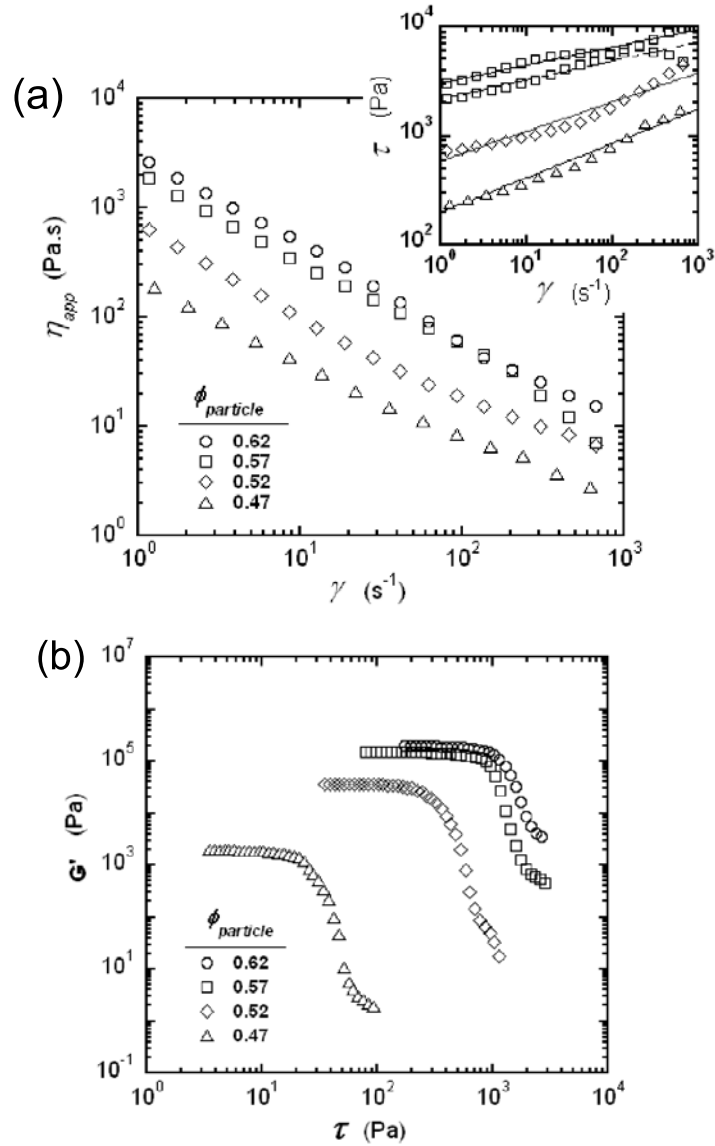 (a)
10^4
10^3
10^2
10^1
10^0
η_app (Pa.s)
10^0 10^1 10^2 10^3
γ (s^-1)
ϕ_particle
0.62
0.57
0.52
0.47
10^4
10^3
10^2
τ (Pa)
10^0 10^1 10^2 10^3
γ (s^-1)
(b)
10^7
10^5
10^3
10^1
10^-1
G' (Pa)
10^0 10^1 10^2 10^3 10^4
τ (Pa)
ϕ_particle
0.62
0.57
0.52
0.47